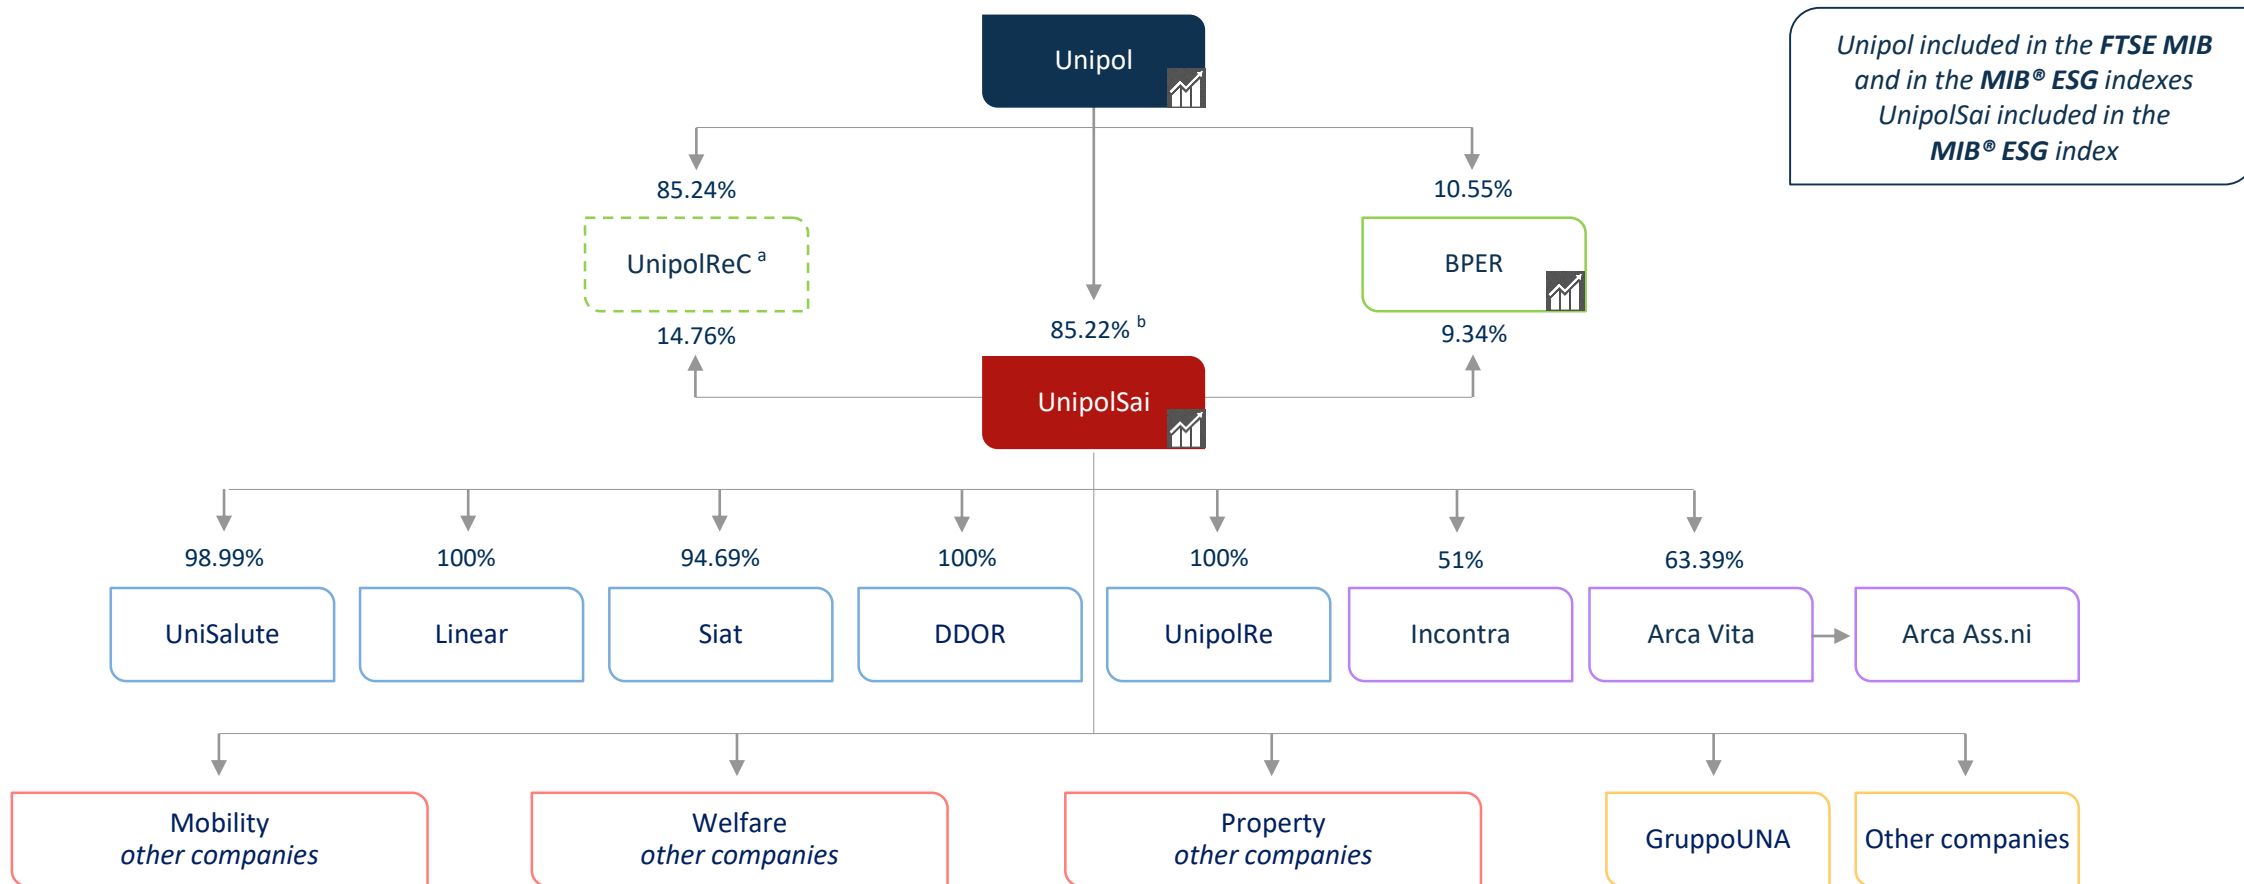 Unipol
Unipol included in the FTSE MIB
and in the MIB® ESG indexes
UnipolSai included in the
MIB® ESG index
85.24%
10.55%
UnipolReC a
BPER
14.76%
85.22% b
9.34%
UnipolSai
98.99%
100%
94.69%
100%
100%
51%
63.39%
UniSalute
Linear
Siat
DDOR
UnipolRe
Incontra
Arca Vita
Arca Ass.ni
Mobility
other companies
Welfare
other companies
Property
other companies
GruppoUNA
Other companies